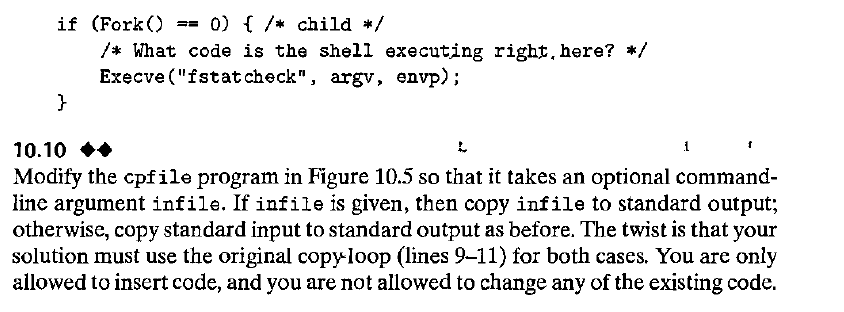 if (Fork() == 0) { /* child */
/* What code is the shell executing right here? */
Execve("fstatcheck", argv, envp);
}
10.10 ◆◆
Modify the cpfile program in Figure 10.5 so that it takes an optional command-
line argument infile. If infile is given, then copy infile to standard output;
otherwise, copy standard input to standard output as before. The twist is that your
solution must use the original copy loop (lines 9–11) for both cases. You are only
allowed to insert code, and you are not allowed to change any of the existing code.